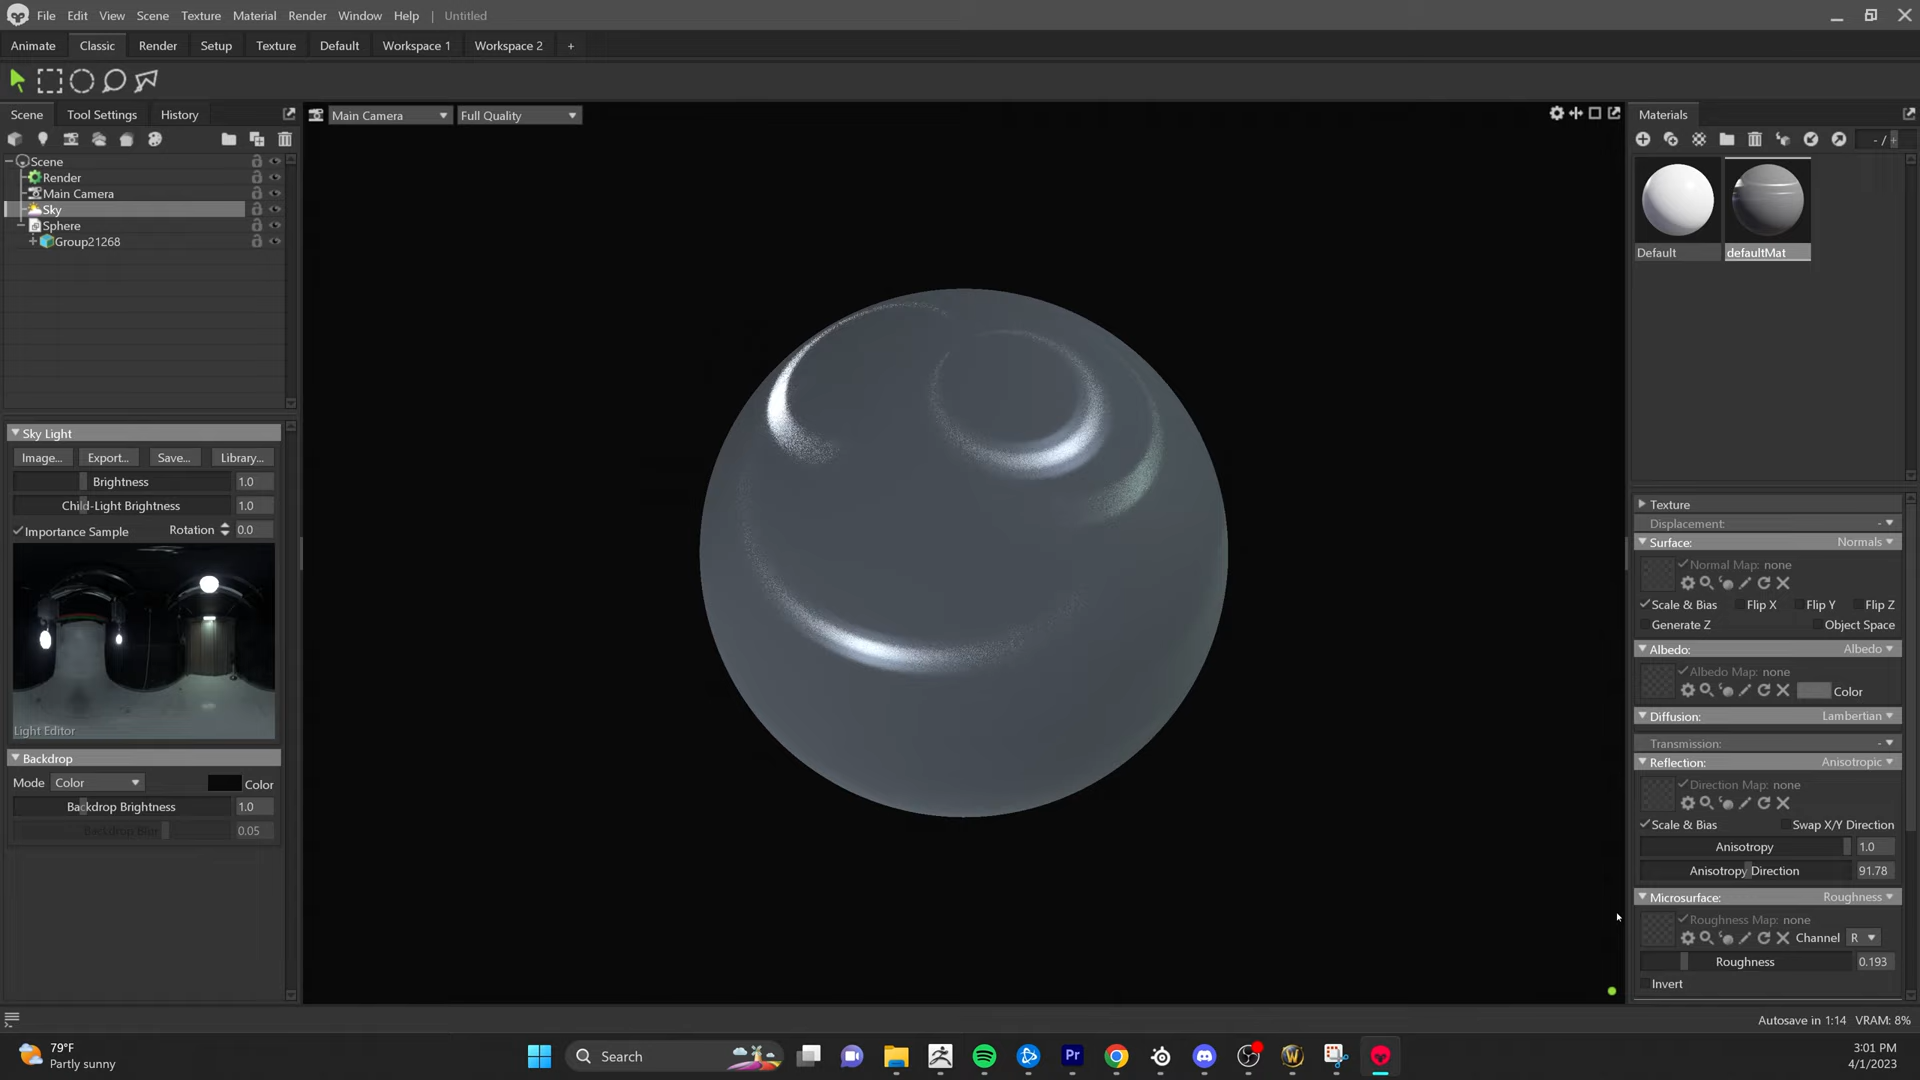 File Edit View Scene Texture Material Render Window Help | Untitled
Animate Classic Render Setup Texture Default Workspace 1 Workspace 2 +
Scene Tool Settings History
Main Camera Full Quality
Materials
- / +
Scene
Render
Main Camera
Sky
Sphere
Group21268
Default defaultMat
Sky Light
Image... Export... Save... Library...
Brightness 1.0
Child-Light Brightness 1.0
Importance Sample Rotation 0.0
Light Editor
Backdrop
Mode Color Color
Backdrop Brightness 1.0
Backdrop Blur 0.05
Texture
Displacement: -
Surface: Normals
Normal Map: none
Scale & Bias Flip X Flip Y Flip Z
Generate Z Object Space
Albedo: Albedo
Albedo Map: none
Color
Diffusion: Lambertian
Transmission: -
Reflection: Anisotropic
Direction Map: none
Scale & Bias Swap X/Y Direction
Anisotropy 1.0
Anisotropy Direction 91.78
Microsurface: Roughness
Roughness Map: none
Channel R
Roughness 0.193
Invert
Autosave in 1:14 VRAM: 8%
79°F
Partly sunny
Search
Pr
W
3:01 PM
4/1/2023